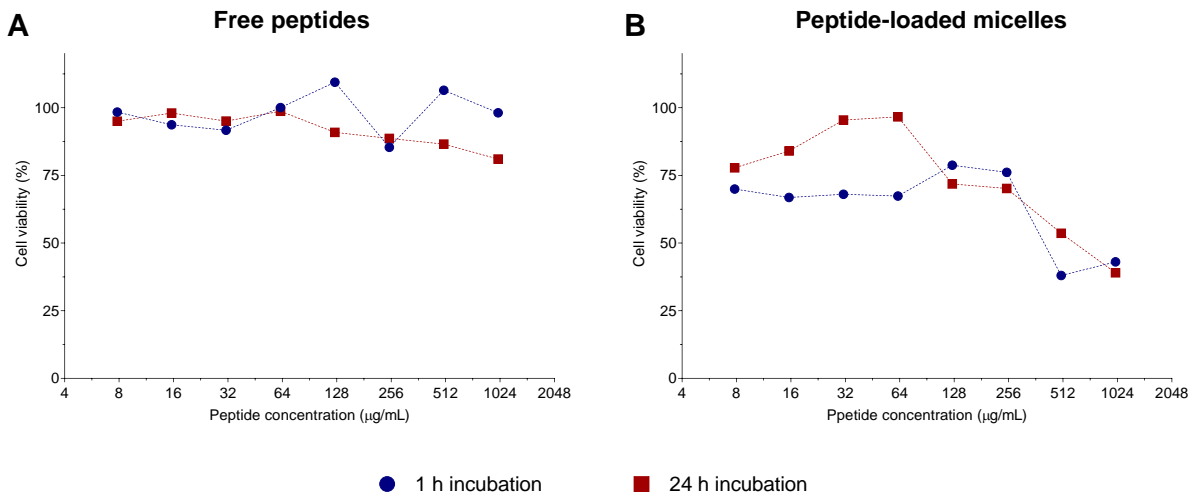 A
Free peptides
B
Peptide-loaded micelles
Cell viability (%)
100
75
50
25
0
4 8 16 32 64 128 256 512 1024 2048
Peptide concentration (μg/mL)
Cell viability (%)
100
75
50
25
0
4 8 16 32 64 128 256 512 1024 2048
Ppetide concentration (μg/mL)
1 h incubation
24 h incubation